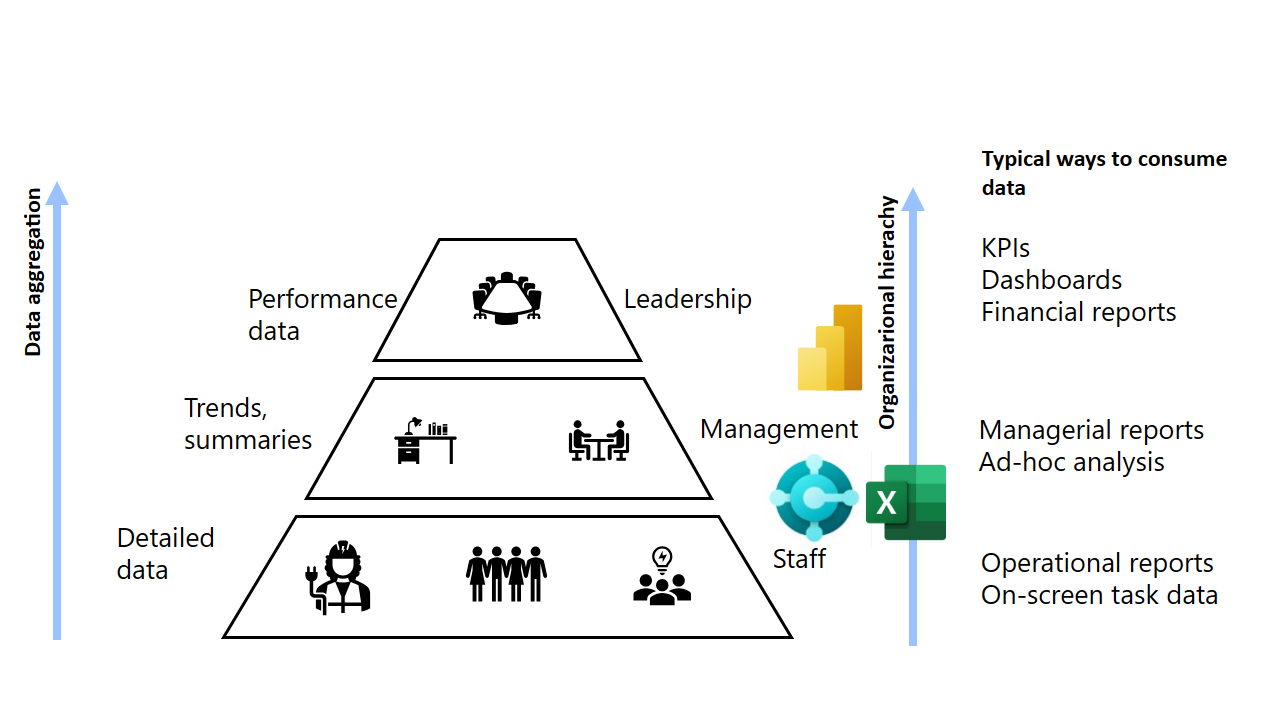 Typical ways to consume
data
Data aggregation
Organizarional hierachy
KPIs
Dashboards
Financial reports
Performance
data
Leadership
Trends,
summaries
Management
Managerial reports
Ad-hoc analysis
X
Detailed
data
Staff
Operational reports
On-screen task data